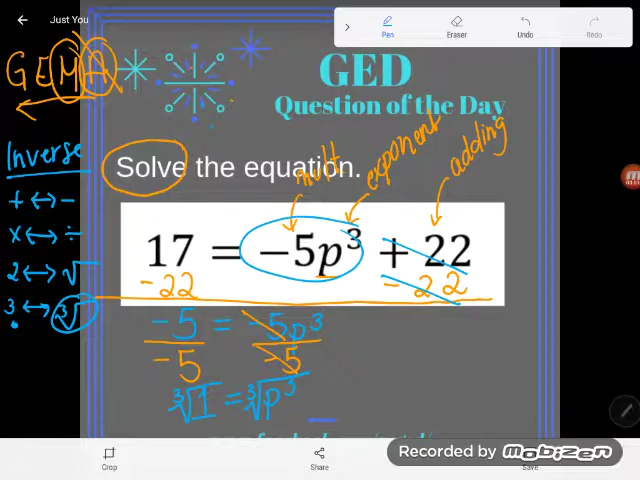 Just You
Pen
Eraser
Undo
Redo
GEMA
GED
Question of the Day
Inverse
+ ↔ −
× ↔ ÷
2 ↔ √
3 ↔ ∛
Solve the equation.
mult.
exponent
adding
17 = −5p³ + 22
-22 - 22
-5 = -5p³
-5 -5
∛1 = ∛p³
Crop
Share
Save
Recorded by mobizen